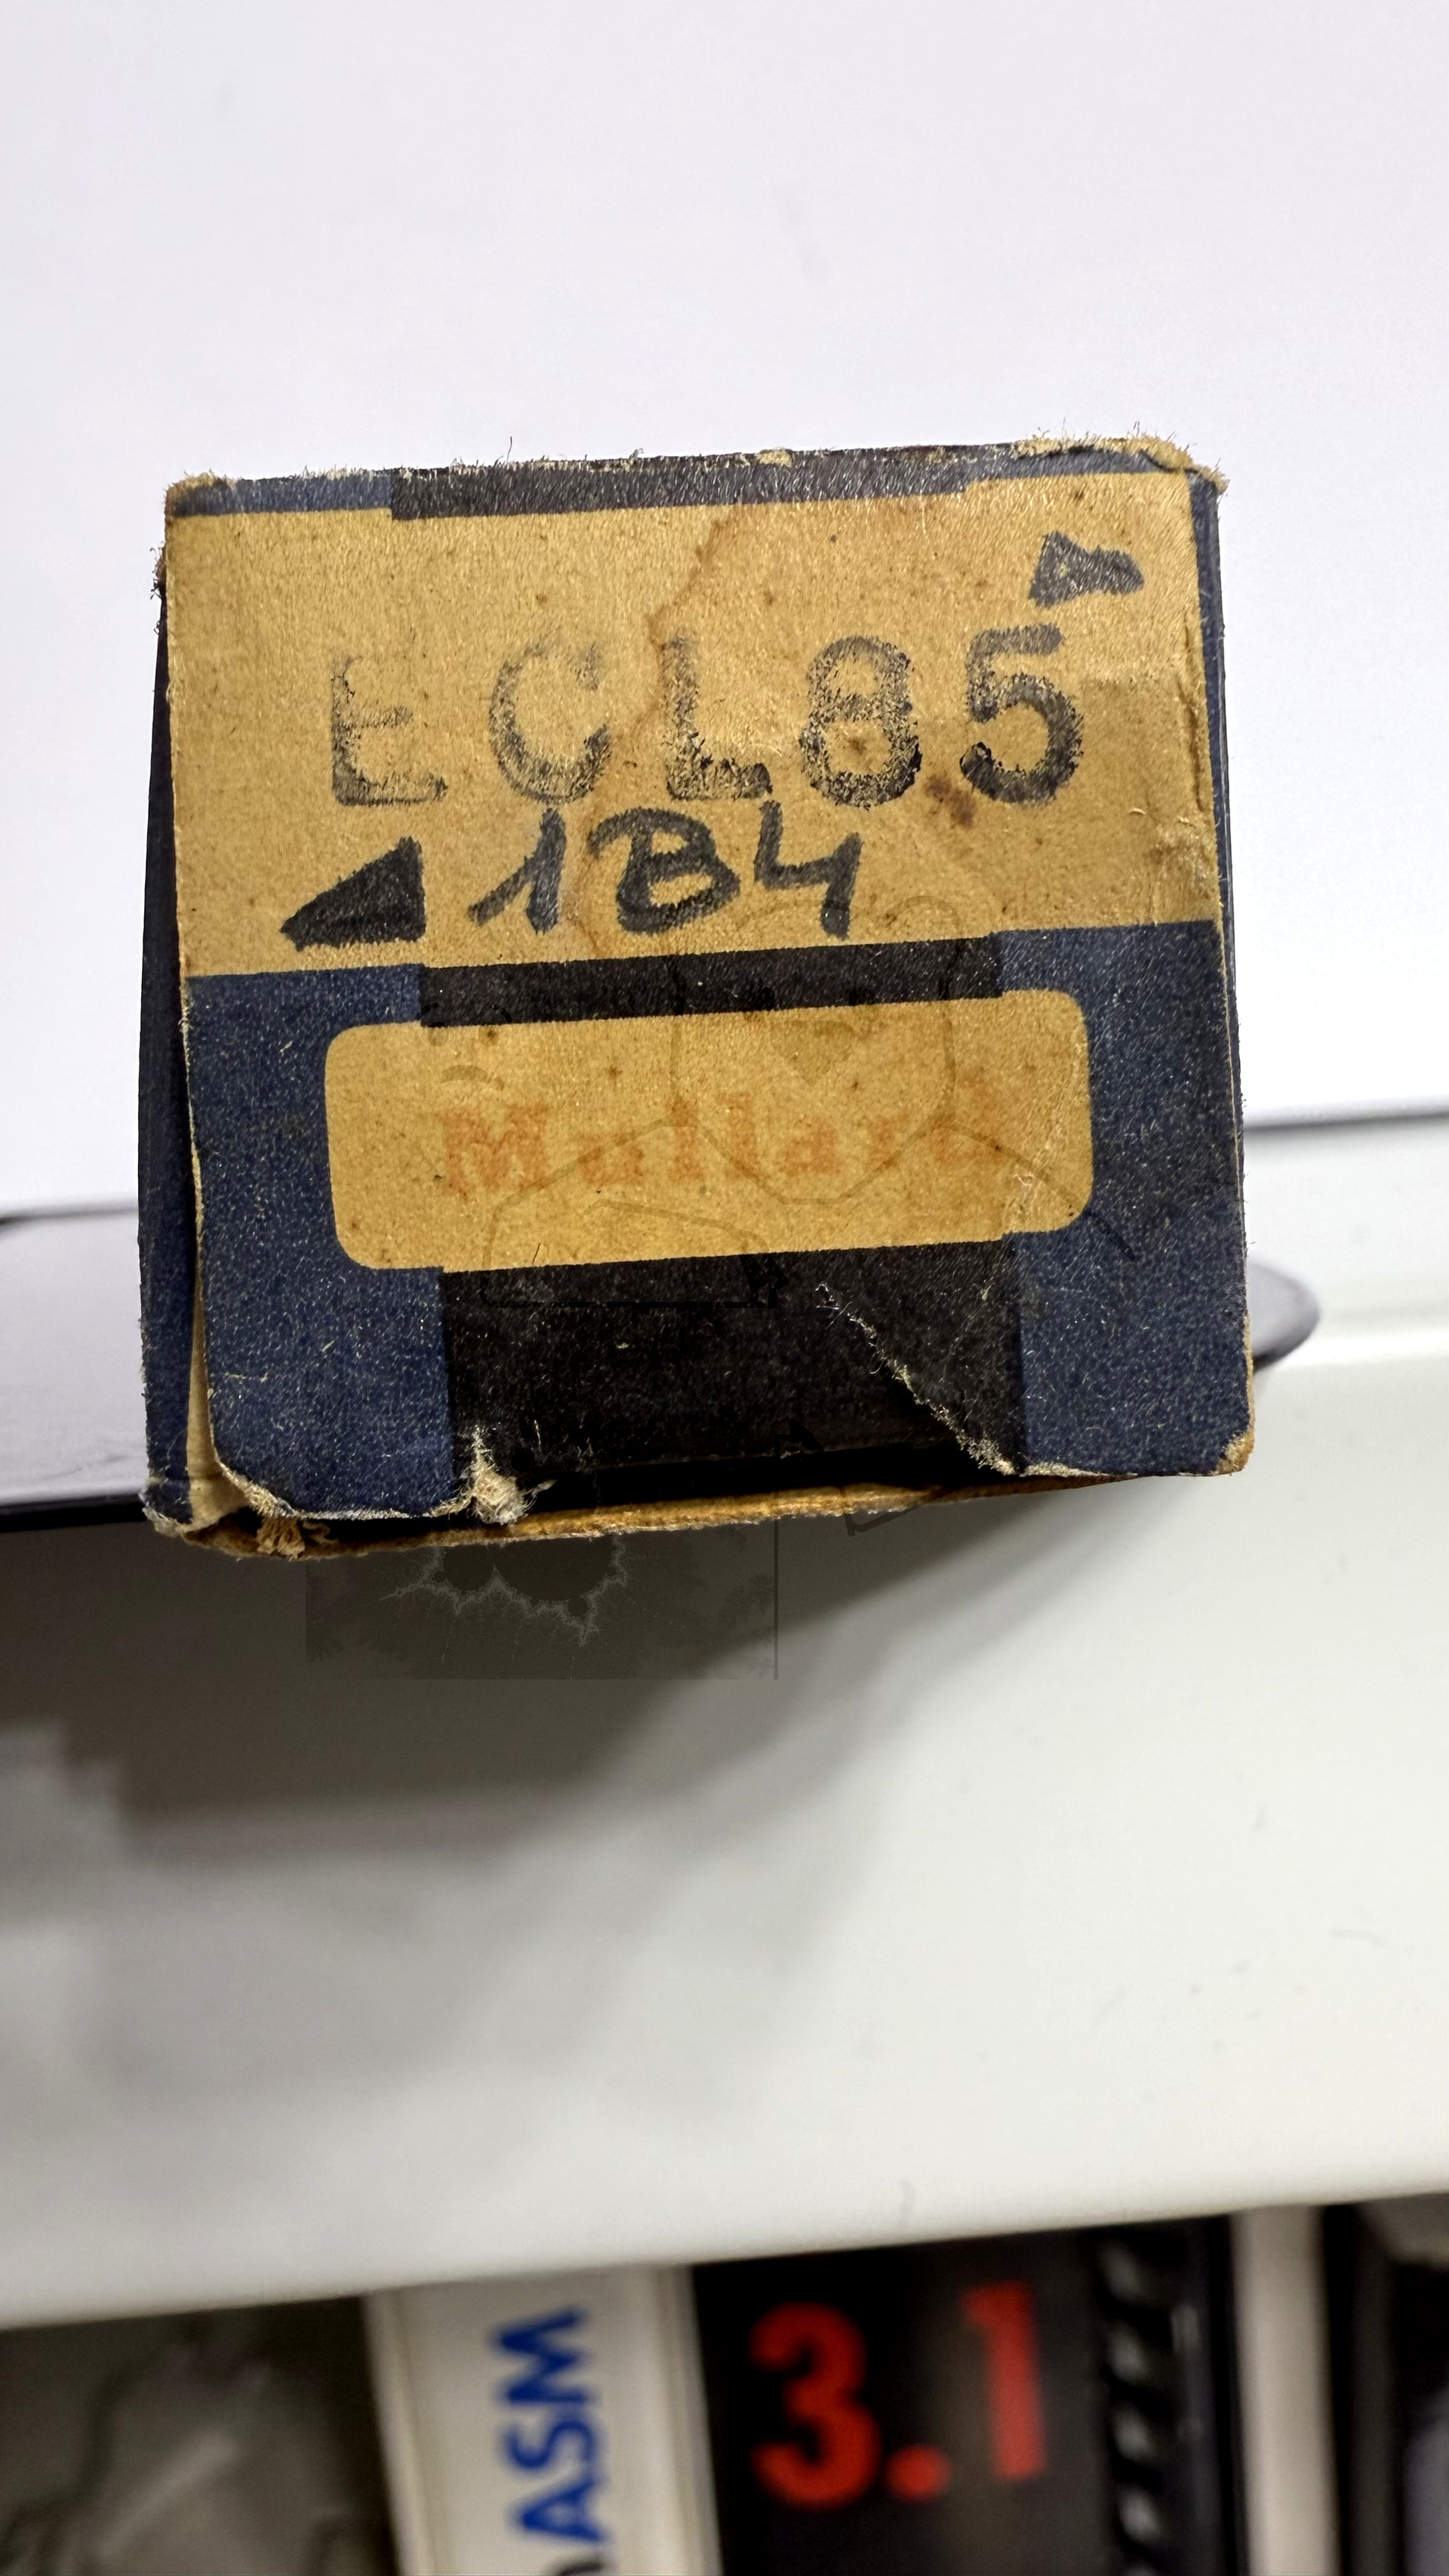 ECL85
1B4
Mullard
ASM
3.1